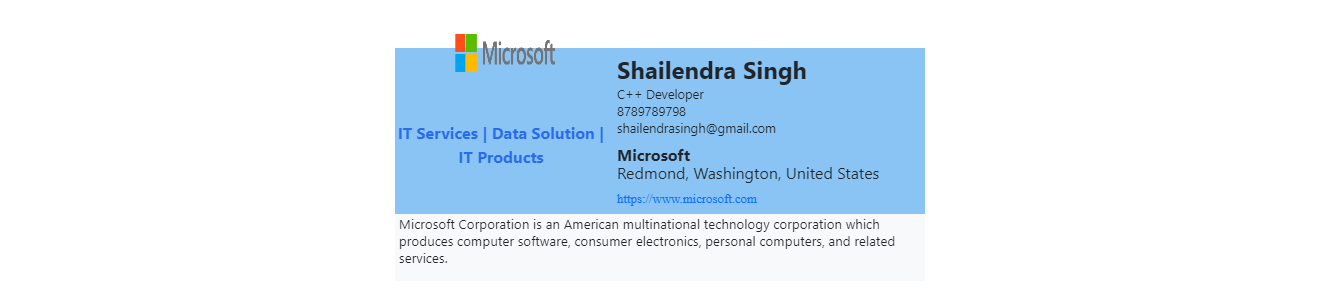 Microsoft
IT Services | Data Solution |
IT Products
Shailendra Singh
C++ Developer
8789789798
shailendrasingh@gmail.com
Microsoft
Redmond, Washington, United States
https://www.microsoft.com
Microsoft Corporation is an American multinational technology corporation which
produces computer software, consumer electronics, personal computers, and related
services.